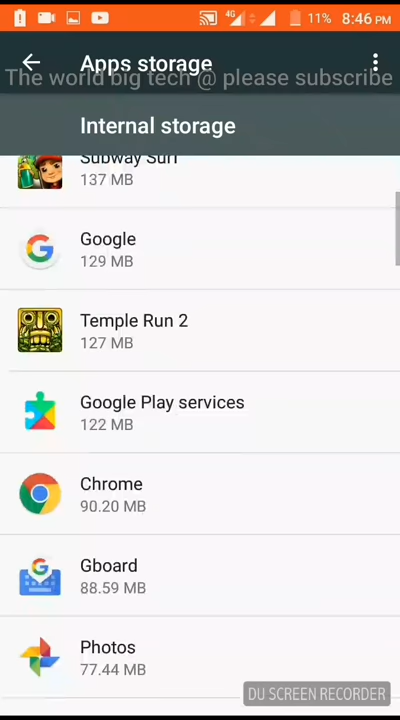 4G
11% 8:46 PM
Apps storage
The world big tech @ please subscribe
Internal storage
Subway Surf
137 MB
Google
129 MB
Temple Run 2
127 MB
Google Play services
122 MB
Chrome
90.20 MB
Gboard
88.59 MB
Photos
77.44 MB
DU SCREEN RECORDER